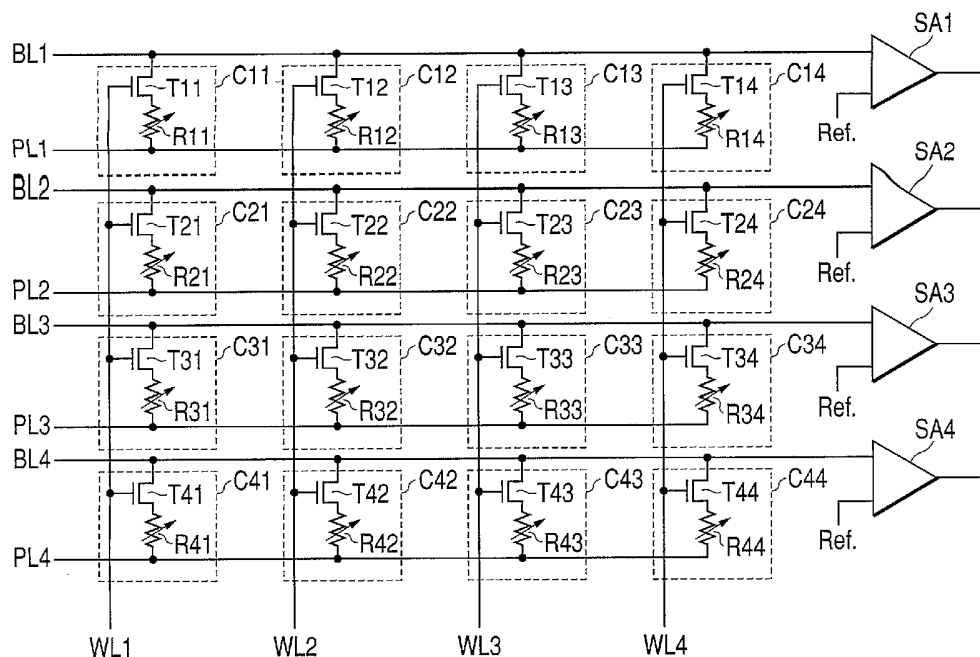 SA1
BL1
C11 C12 C13 C14
T11 T12 T13 T14
R11 R12 R13 R14
Ref.
PL1
SA2
BL2
C21 C22 C23 C24
T21 T22 T23 T24
R21 R22 R23 R24
Ref.
PL2
SA3
BL3
C31 C32 C33 C34
T31 T32 T33 T34
R31 R32 R33 R34
Ref.
PL3
SA4
BL4
C41 C42 C43 C44
T41 T42 T43 T44
R41 R42 R43 R44
Ref.
PL4
WL1 WL2 WL3 WL4